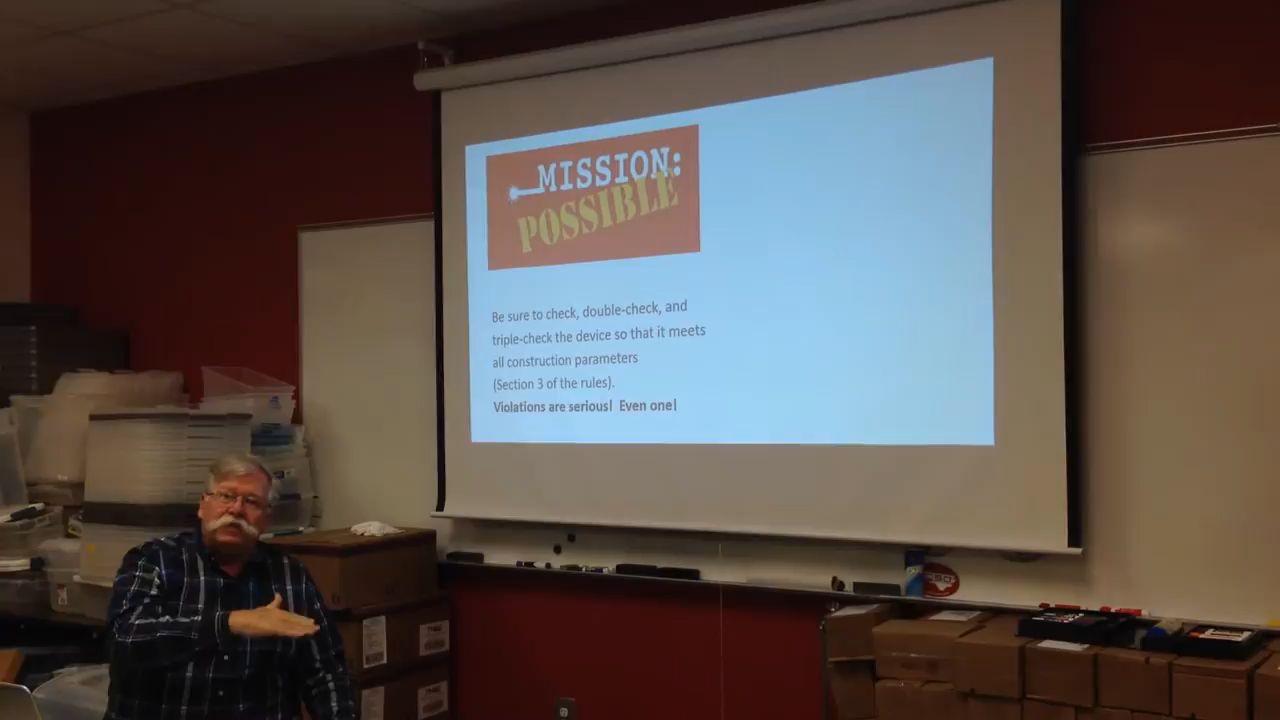 MISSION:
POSSIBLE
Be sure to check, double-check, and
triple-check the device so that it meets
all construction parameters
(Section 3 of the rules).
Violations are serious! Even one!